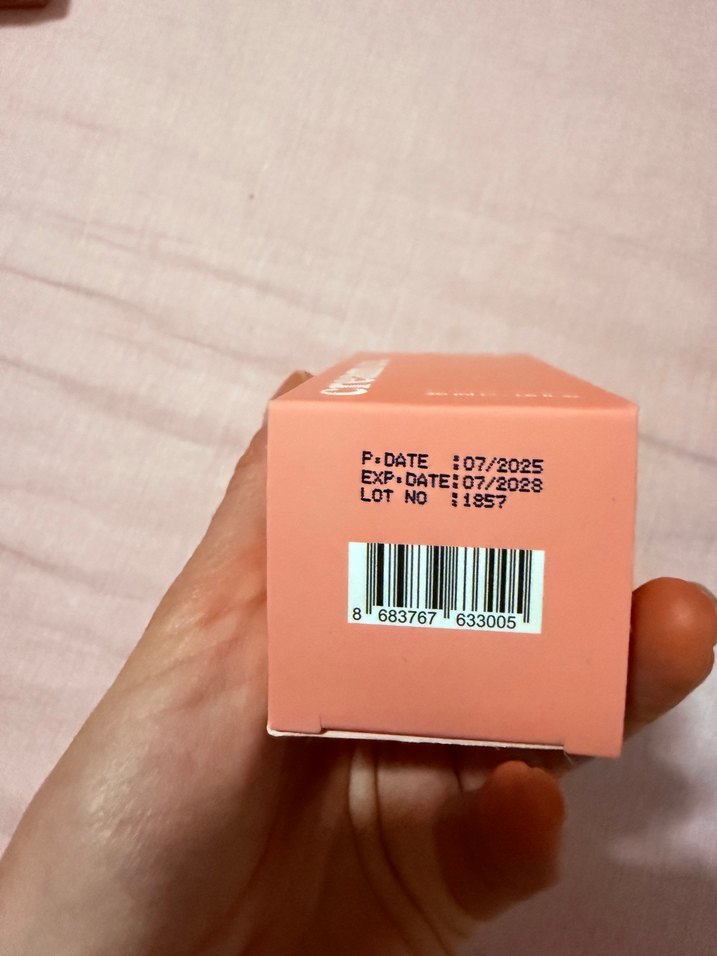 P.DATE :07/2025
EXP.DATE:07/2028
LOT NO :1857
8 683767 633005